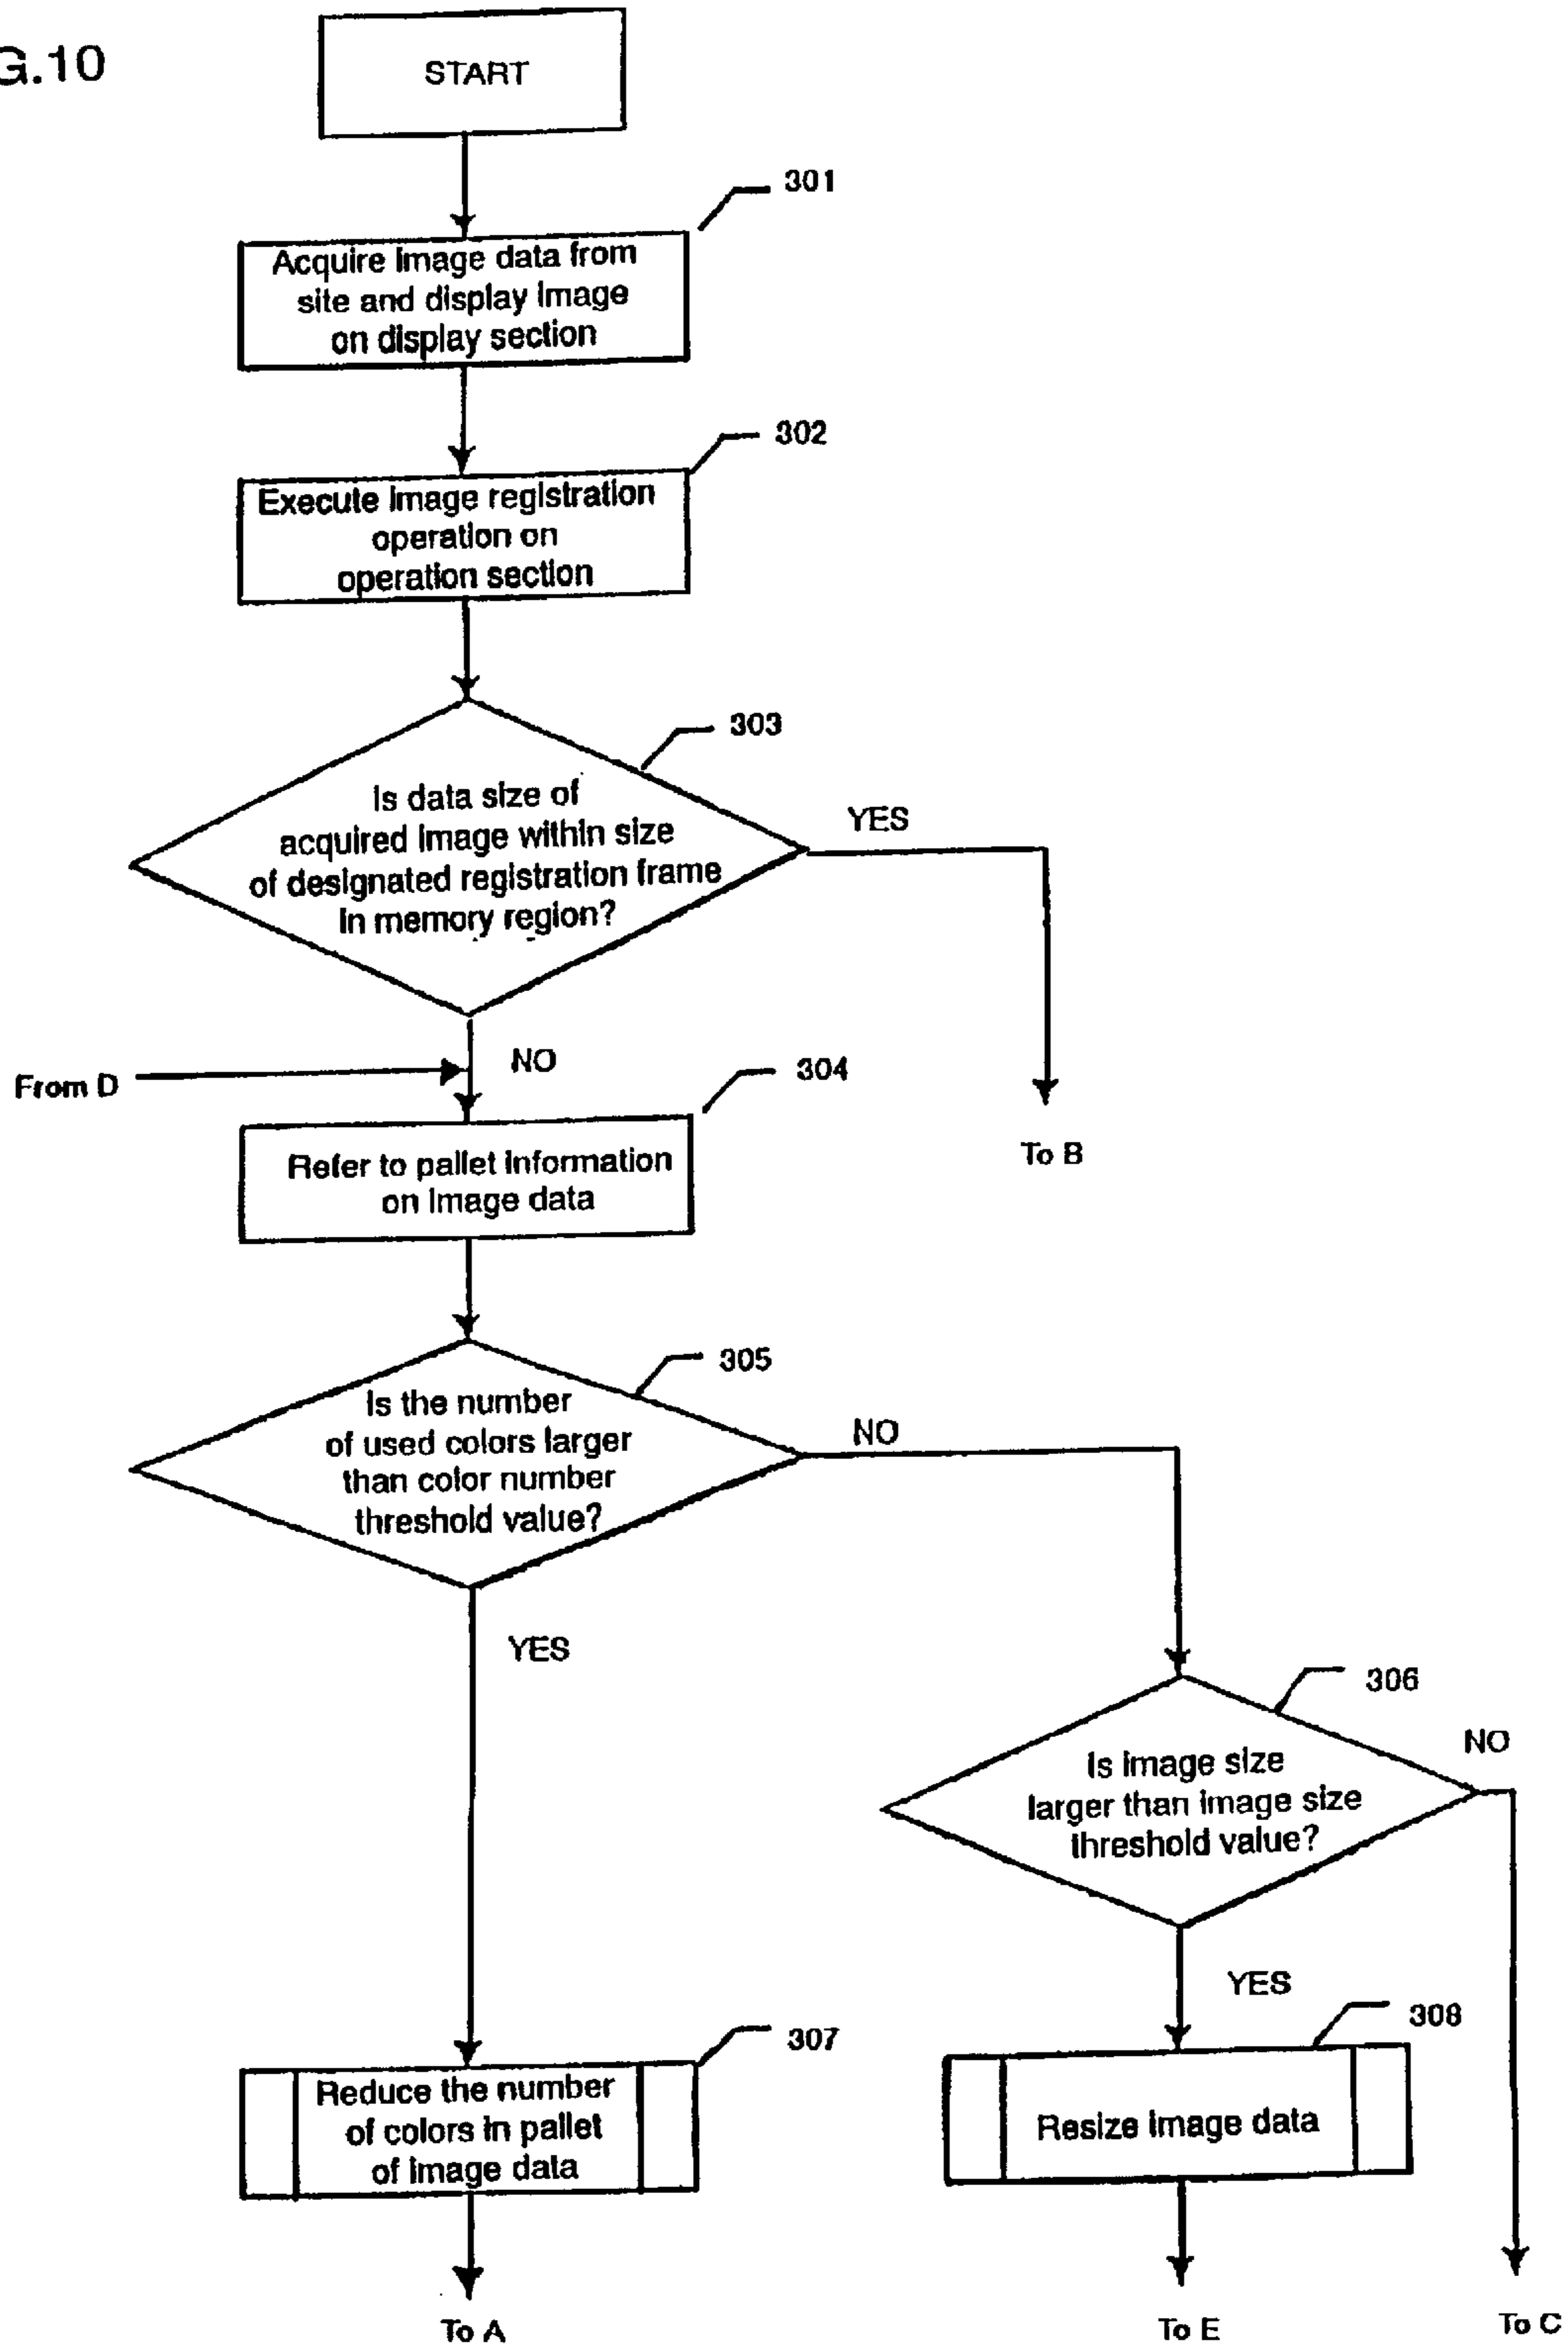 G.10
START
301
Acquire image data from
site and display image
on display section
302
Execute image registration
operation on
operation section
303
Is data size of
acquired image within size
of designated registration frame
in memory region?
YES
NO
From D
304
To B
Refer to pallet information
on image data
305
Is the number
of used colors larger
than color number
threshold value?
NO
YES
306
NO
Is image size
larger than image size
threshold value?
YES
307
308
Reduce the number
of colors in pallet
of image data
Resize image data
To A
To E
To C